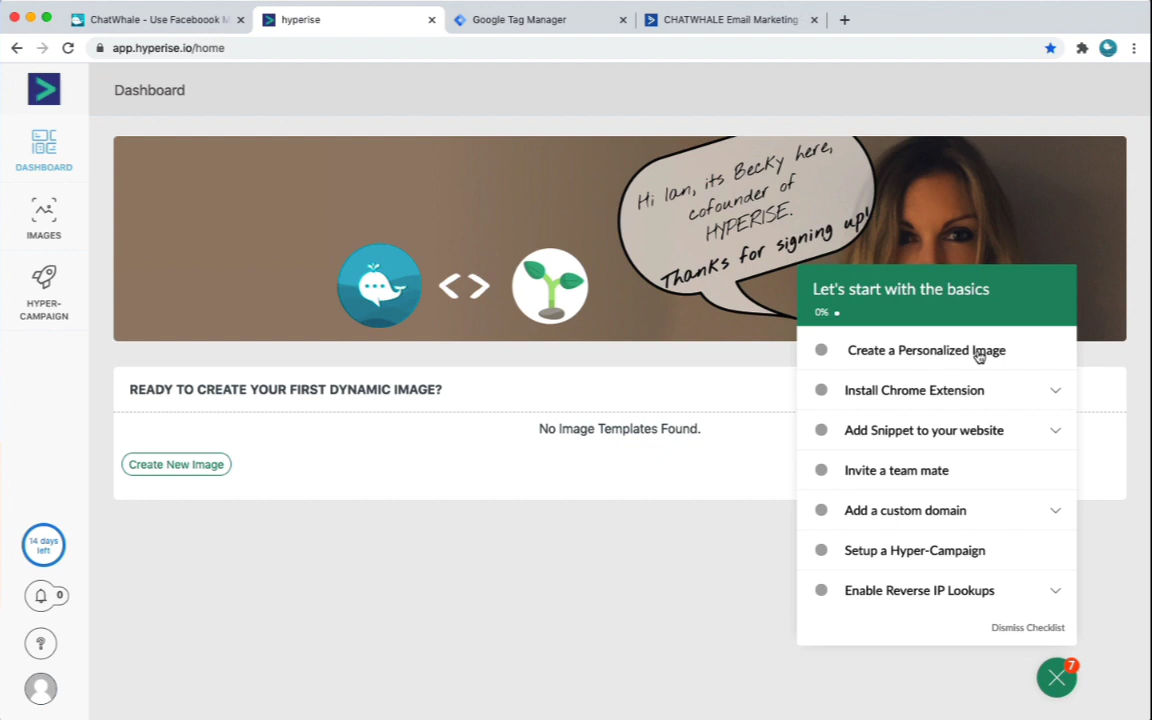 ChatWhale - Use Faceboook M
hyperise
Google Tag Manager
CHATWHALE Email Marketing
app.hyperise.io/home
Dashboard
DASHBOARD
IMAGES
HYPER-
CAMPAIGN
Hi Ian, its Becky here,
cofounder of
HYPERISE.
Thanks for signing up!
Let's start with the basics
0%
Create a Personalized Image
Install Chrome Extension
Add Snippet to your website
Invite a team mate
Add a custom domain
Setup a Hyper-Campaign
Enable Reverse IP Lookups
Dismiss Checklist
7
READY TO CREATE YOUR FIRST DYNAMIC IMAGE?
No Image Templates Found.
Create New Image
14 days
left
0
?